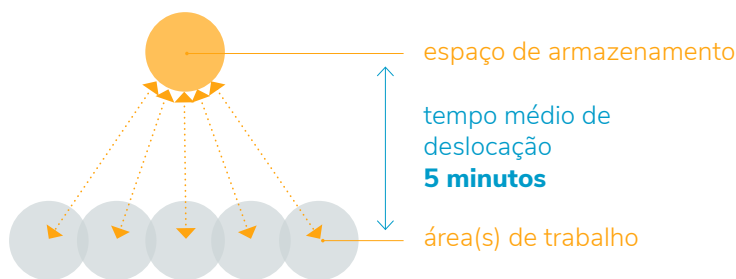 espaço de armazenamento
tempo médio de
deslocação
5 minutos
área(s) de trabalho